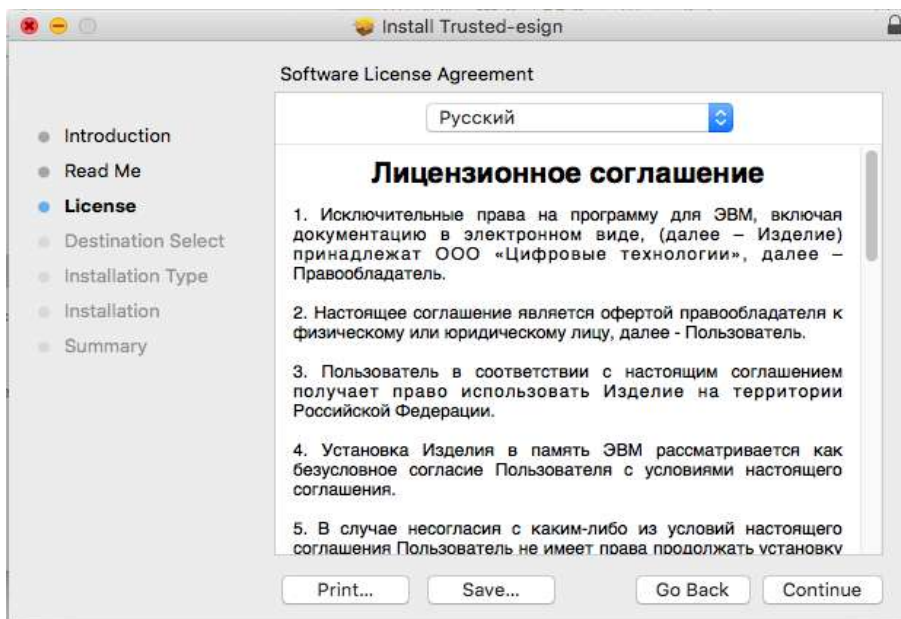 Install Trusted-esign
Software License Agreement
Introduction
Read Me
License
Destination Select
Installation Type
Installation
Summary
Русский
Лицензионное соглашение
1. Исключительные права на программу для ЭВМ, включая
документацию в электронном виде, (далее – Изделие)
принадлежат ООО «Цифровые технологии», далее –
Правообладатель.
2. Настоящее соглашение является офертой правообладателя к
физическому или юридическому лицу, далее - Пользователь.
3. Пользователь в соответствии с настоящим соглашением
получает право использовать Изделие на территории
Российской Федерации.
4. Установка Изделия в память ЭВМ рассматривается как
безусловное согласие Пользователя с условиями настоящего
соглашения.
5. В случае несогласия с каким-либо из условий настоящего
соглашения Пользователь не имеет права продолжать установку
Print...
Save...
Go Back
Continue